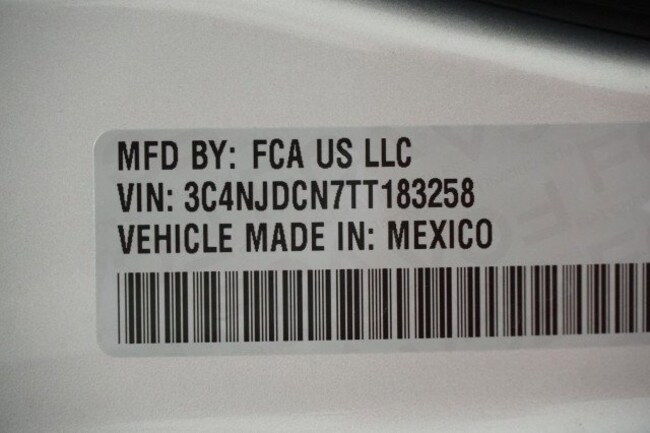 MFD BY: FCA US LLC
VIN: 3C4NJDCN7TT183258
VEHICLE MADE IN: MEXICO